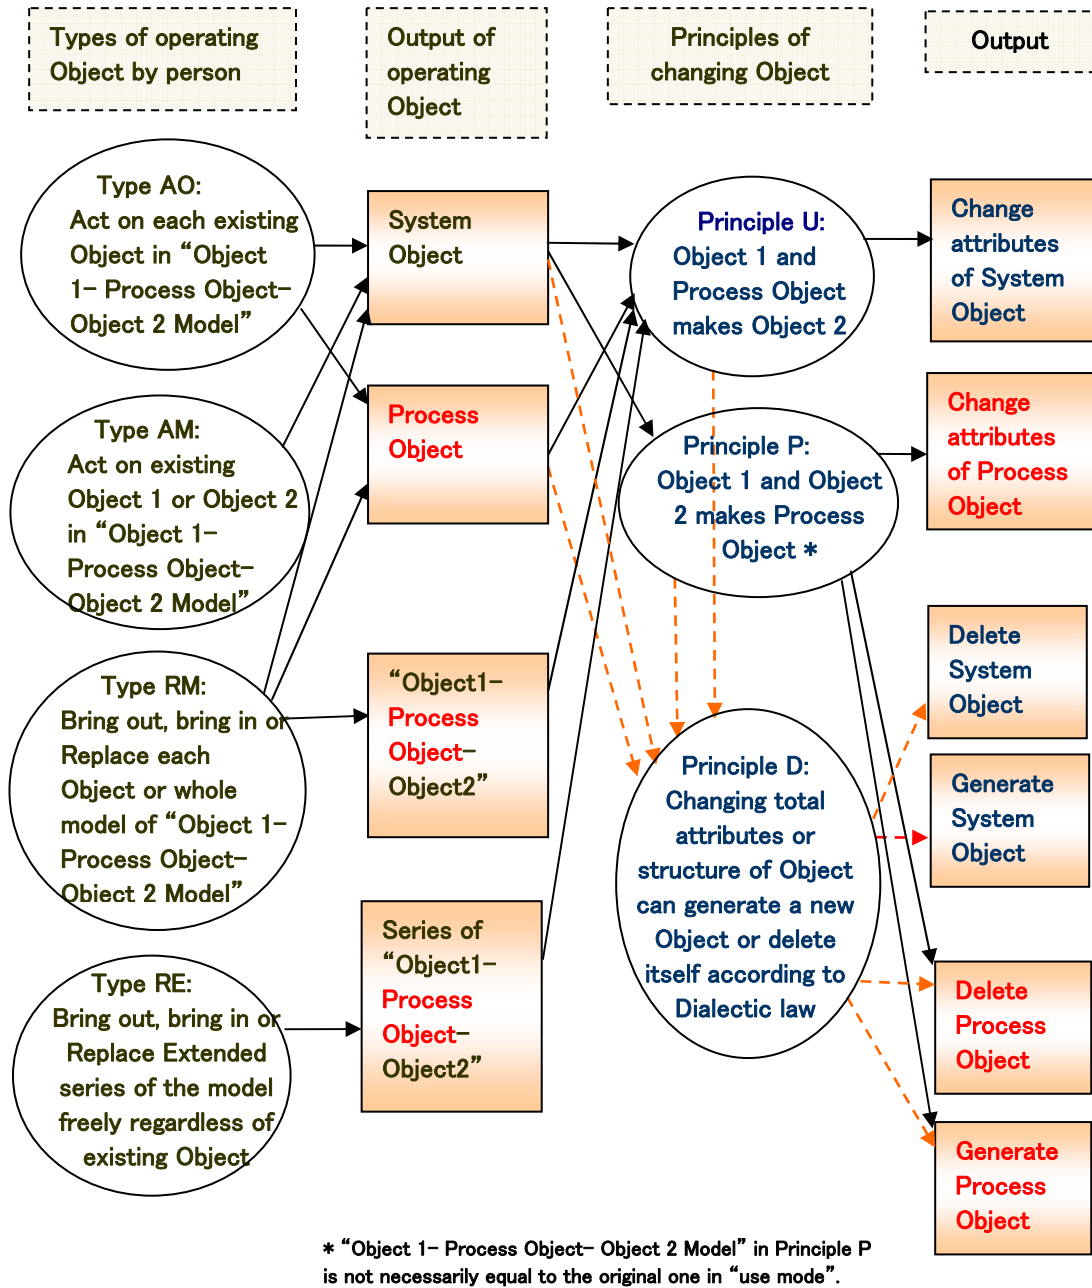 Types of operating
Object by person
Output of
operating
Object
Principles of
changing Object
Output
Type AO:
Act on each existing
Object in “Object
1– Process Object–
Object 2 Model”
Type AM:
Act on existing
Object 1 or Object 2
in “Object 1–
Process Object–
Object 2 Model”
Type RM:
Bring out, bring in or
Replace each
Object or whole
model of “Object 1–
Process Object–
Object 2 Model”
Type RE:
Bring out, bring in or
Replace Extended
series of the model
freely regardless of
existing Object
System
Object
Process
Object
“Object1–
Process
Object–
Object2”
Series of
“Object1–
Process
Object–
Object2”
Principle U:
Object 1 and
Process Object
makes Object 2
Principle P:
Object 1 and Object
2 makes Process
Object *
Principle D:
Changing total
attributes or
structure of Object
can generate a new
Object or delete
itself according to
Dialectic law
Change
attributes
of System
Object
Change
attributes
of Process
Object
Delete
System
Object
Generate
System
Object
Delete
Process
Object
Generate
Process
Object
* “Object 1– Process Object– Object 2 Model” in Principle P
is not necessarily equal to the original one in “use mode”.